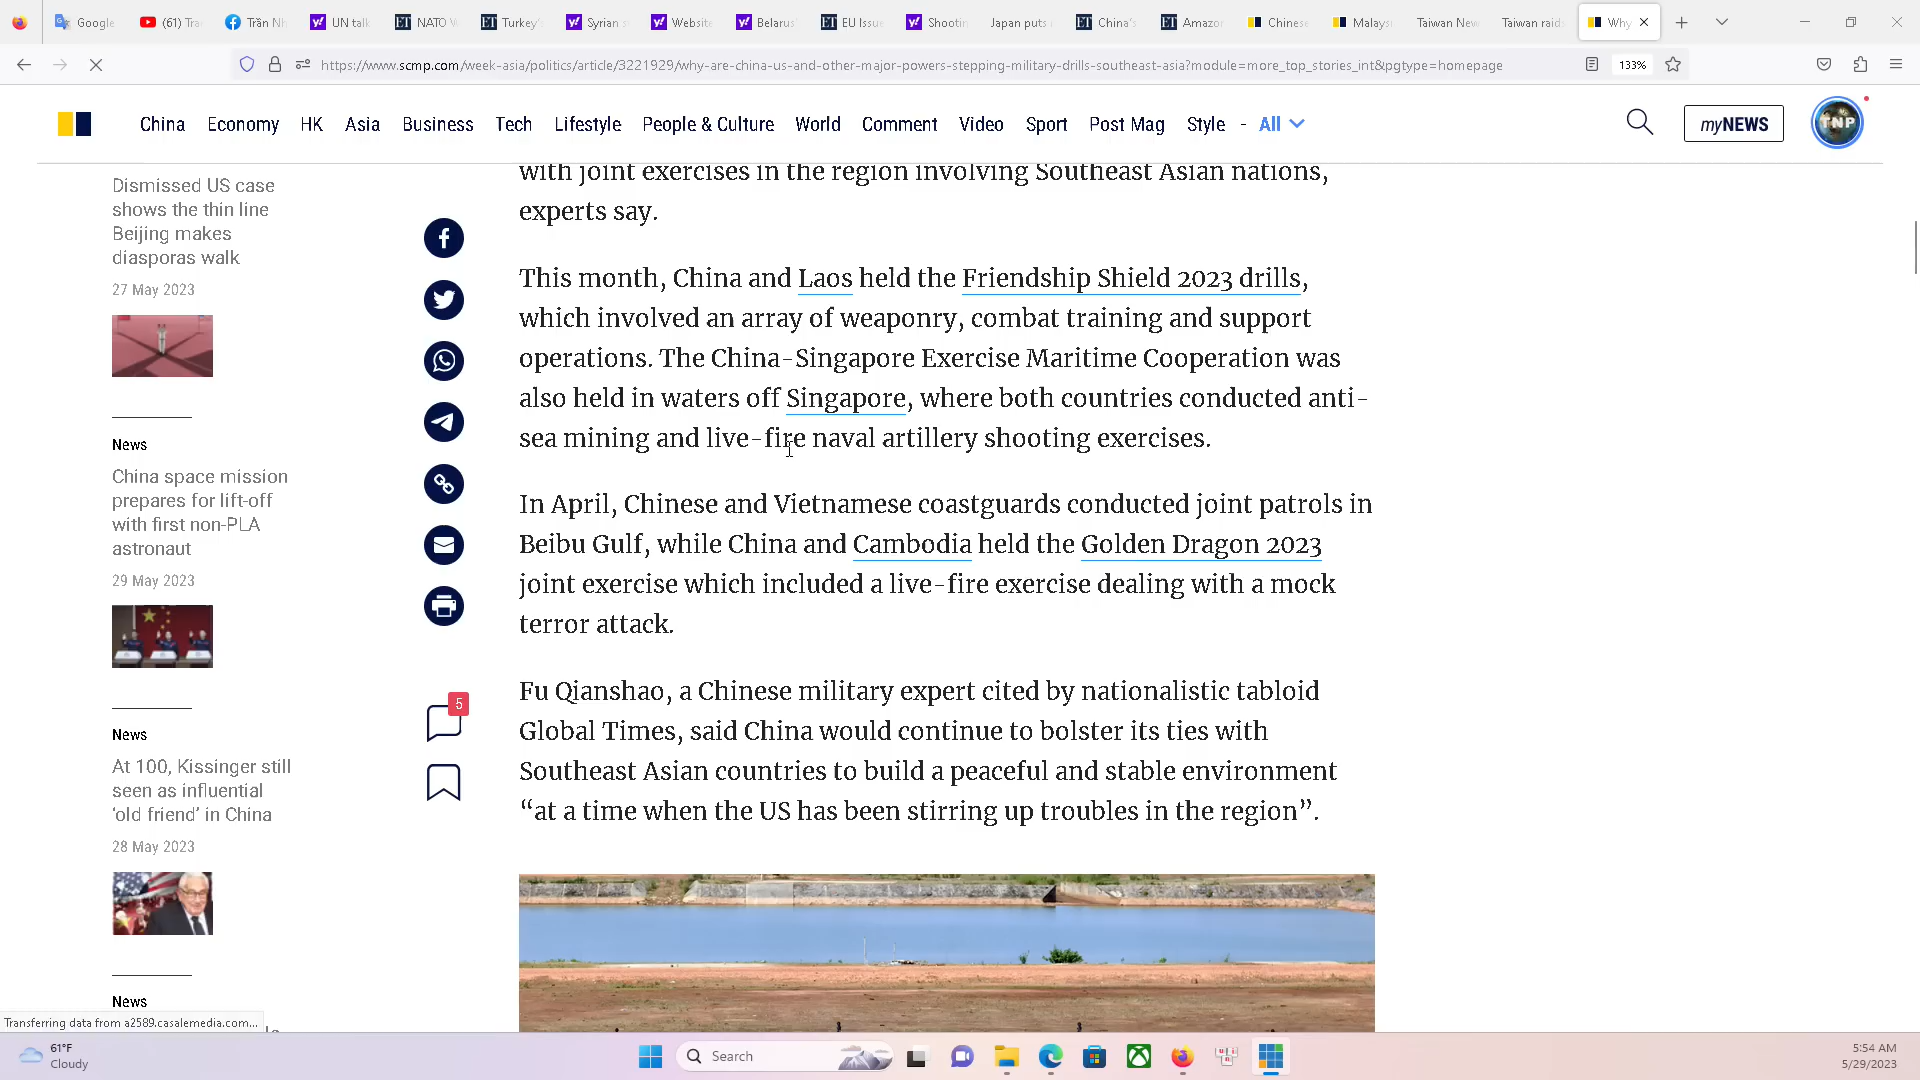 Google
(61) Tra
Trần Nh
UN talk
NATO V
Turkey'
Syrian s
Website
Belarus
EU Issue
Shootin
Japan puts
China's
Amazon
Chinese
Malays
Taiwan New
Taiwan raid
Why
https://www.scmp.com/week-asia/politics/article/3221929/why-are-china-us-and-other-major-powers-stepping-military-drills-southeast-asia?module=more_top_stories_int&pgtype=homepage
133%
China Economy HK Asia Business Tech Lifestyle People & Culture World Comment Video Sport Post Mag Style - All
myNEWS
TNP
Dismissed US case
shows the thin line
Beijing makes
diasporas walk
27 May 2023
News
China space mission
prepares for lift-off
with first non-PLA
astronaut
29 May 2023
News
At 100, Kissinger still
seen as influential
‘old friend’ in China
28 May 2023
News
5
with joint exercises in the region involving Southeast Asian nations,
experts say.
This month, China and Laos held the Friendship Shield 2023 drills,
which involved an array of weaponry, combat training and support
operations. The China-Singapore Exercise Maritime Cooperation was
also held in waters off Singapore, where both countries conducted anti-
sea mining and live-fire naval artillery shooting exercises.
In April, Chinese and Vietnamese coastguards conducted joint patrols in
Beibu Gulf, while China and Cambodia held the Golden Dragon 2023
joint exercise which included a live-fire exercise dealing with a mock
terror attack.
Fu Qianshao, a Chinese military expert cited by nationalistic tabloid
Global Times, said China would continue to bolster its ties with
Southeast Asian countries to build a peaceful and stable environment
“at a time when the US has been stirring up troubles in the region”.
Transferring data from a2589.casalemedia.com...
61°F
Cloudy
Search
5:54 AM
5/29/2023